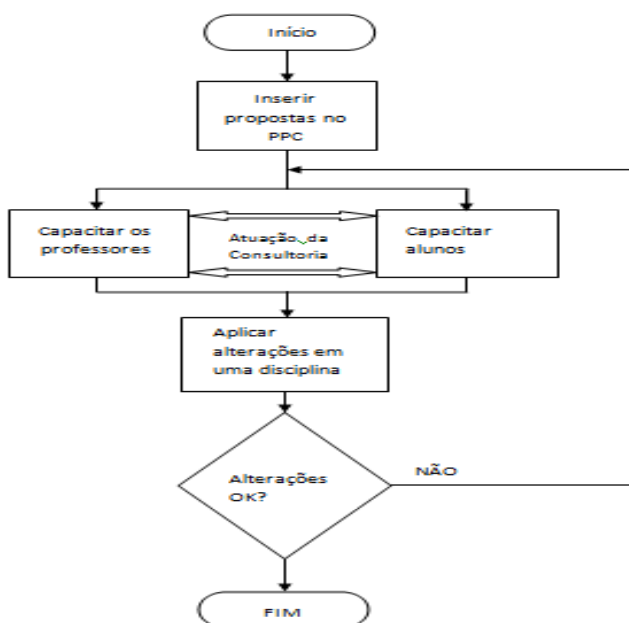 Início
Inserir
propostas no
PPC
Capacitar os
professores
Atuação da
Consultoria
Capacitar
alunos
Aplicar
alterações em
uma disciplina
Alterações
OK?
NÃO
FIM